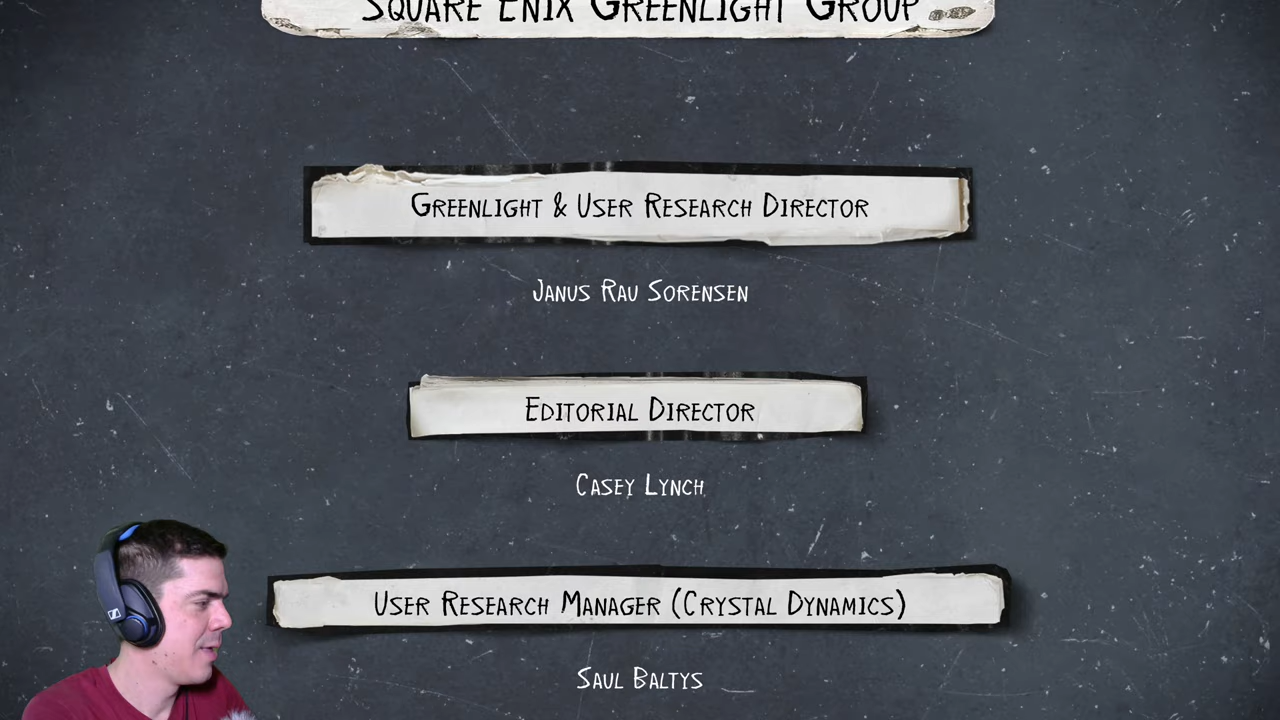 SQUARE ENIX GREENLIGHT GROUP
GREENLIGHT & USER RESEARCH DIRECTOR
JANUS RAU SORENSEN
EDITORIAL DIRECTOR
CASEY LYNCH
USER RESEARCH MANAGER (CRYSTAL DYNAMICS)
SAUL BALTYS